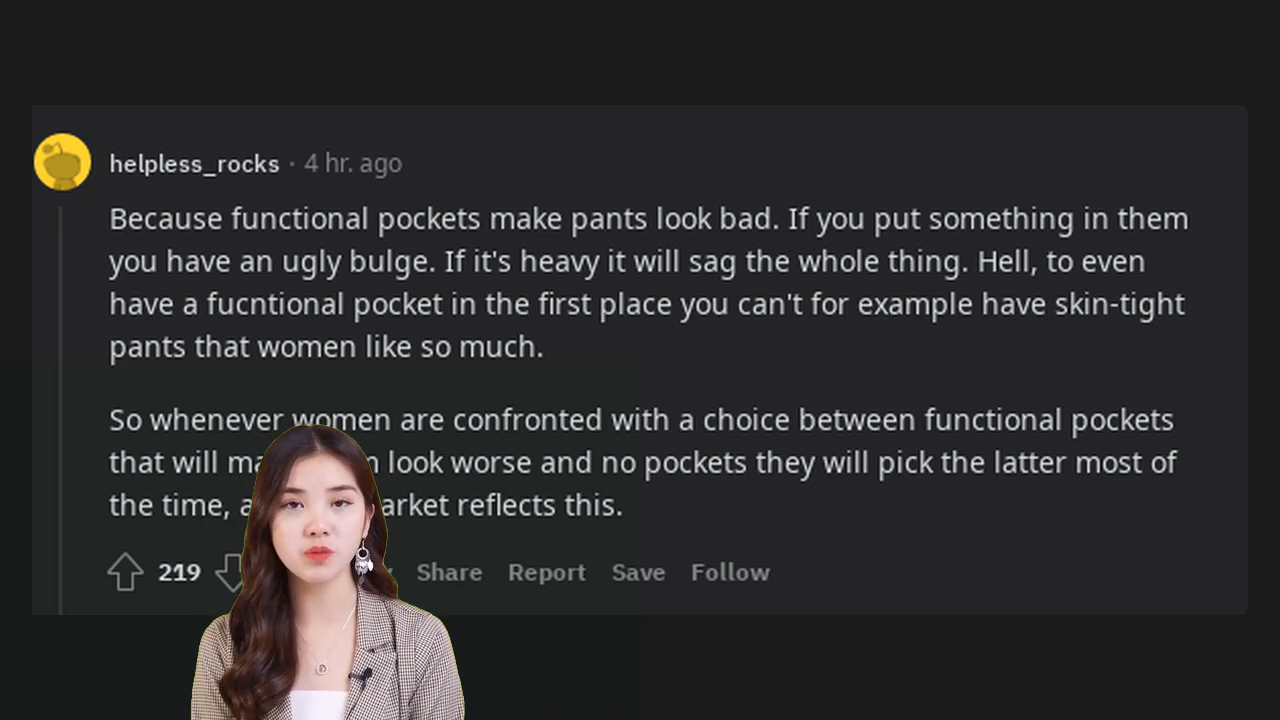 helpless_rocks · 4 hr. ago
Because functional pockets make pants look bad. If you put something in them
you have an ugly bulge. If it's heavy it will sag the whole thing. Hell, to even
have a fucntional pocket in the first place you can't for example have skin-tight
pants that women like so much.
So whenever women are confronted with a choice between functional pockets
that will look worse and no pockets they will pick the latter most of
the time, reflects this.
219 Share Report Save Follow